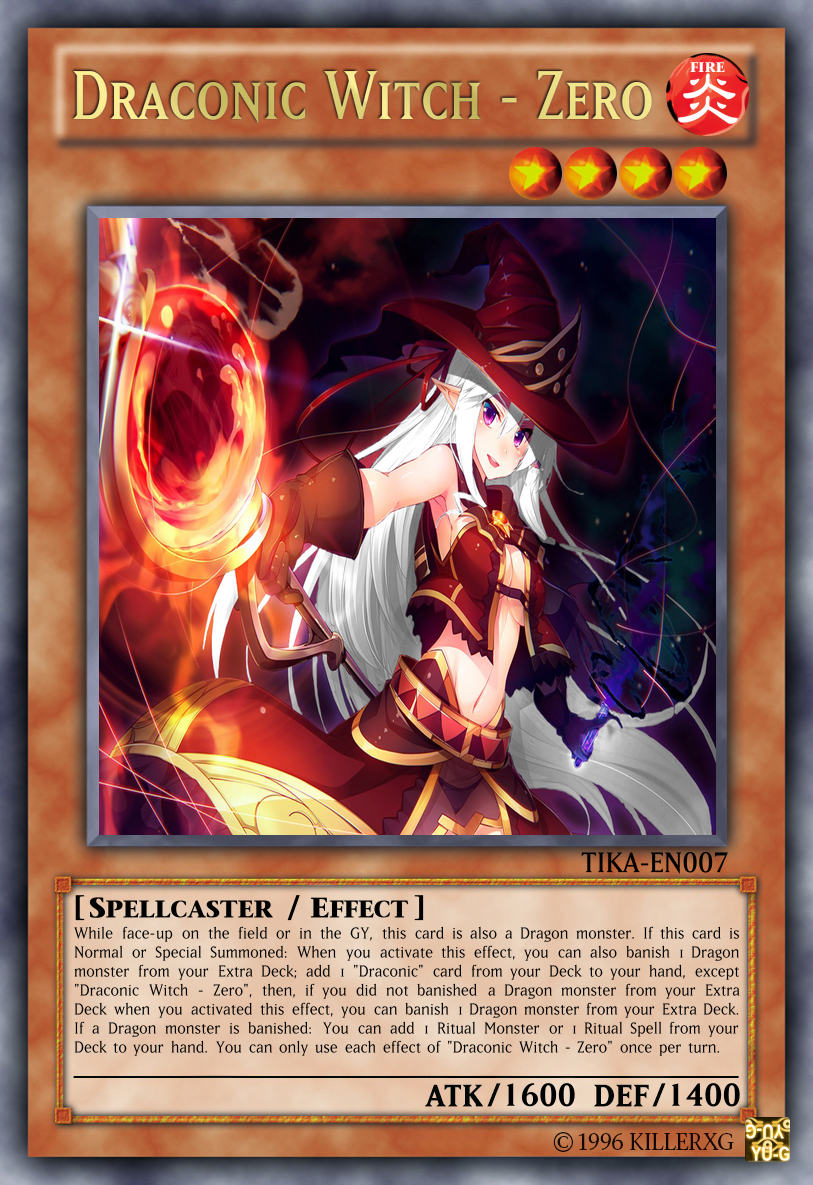 Draconic Witch - Zero
FIRE
炎
TIKA-EN007
[ Spellcaster / Effect ]
While face-up on the field or in the GY, this card is also a Dragon monster. If this card is
Normal or Special Summoned: When you activate this effect, you can also banish 1 Dragon
monster from your Extra Deck; add 1 "Draconic" card from your Deck to your hand, except
"Draconic Witch - Zero", then, if you did not banished a Dragon monster from your Extra
Deck when you activated this effect, you can banish 1 Dragon monster from your Extra Deck.
If a Dragon monster is banished: You can add 1 Ritual Monster or 1 Ritual Spell from your
Deck to your hand. You can only use each effect of "Draconic Witch - Zero" once per turn.
ATK/1600 DEF/1400
© 1996 KILLERXG